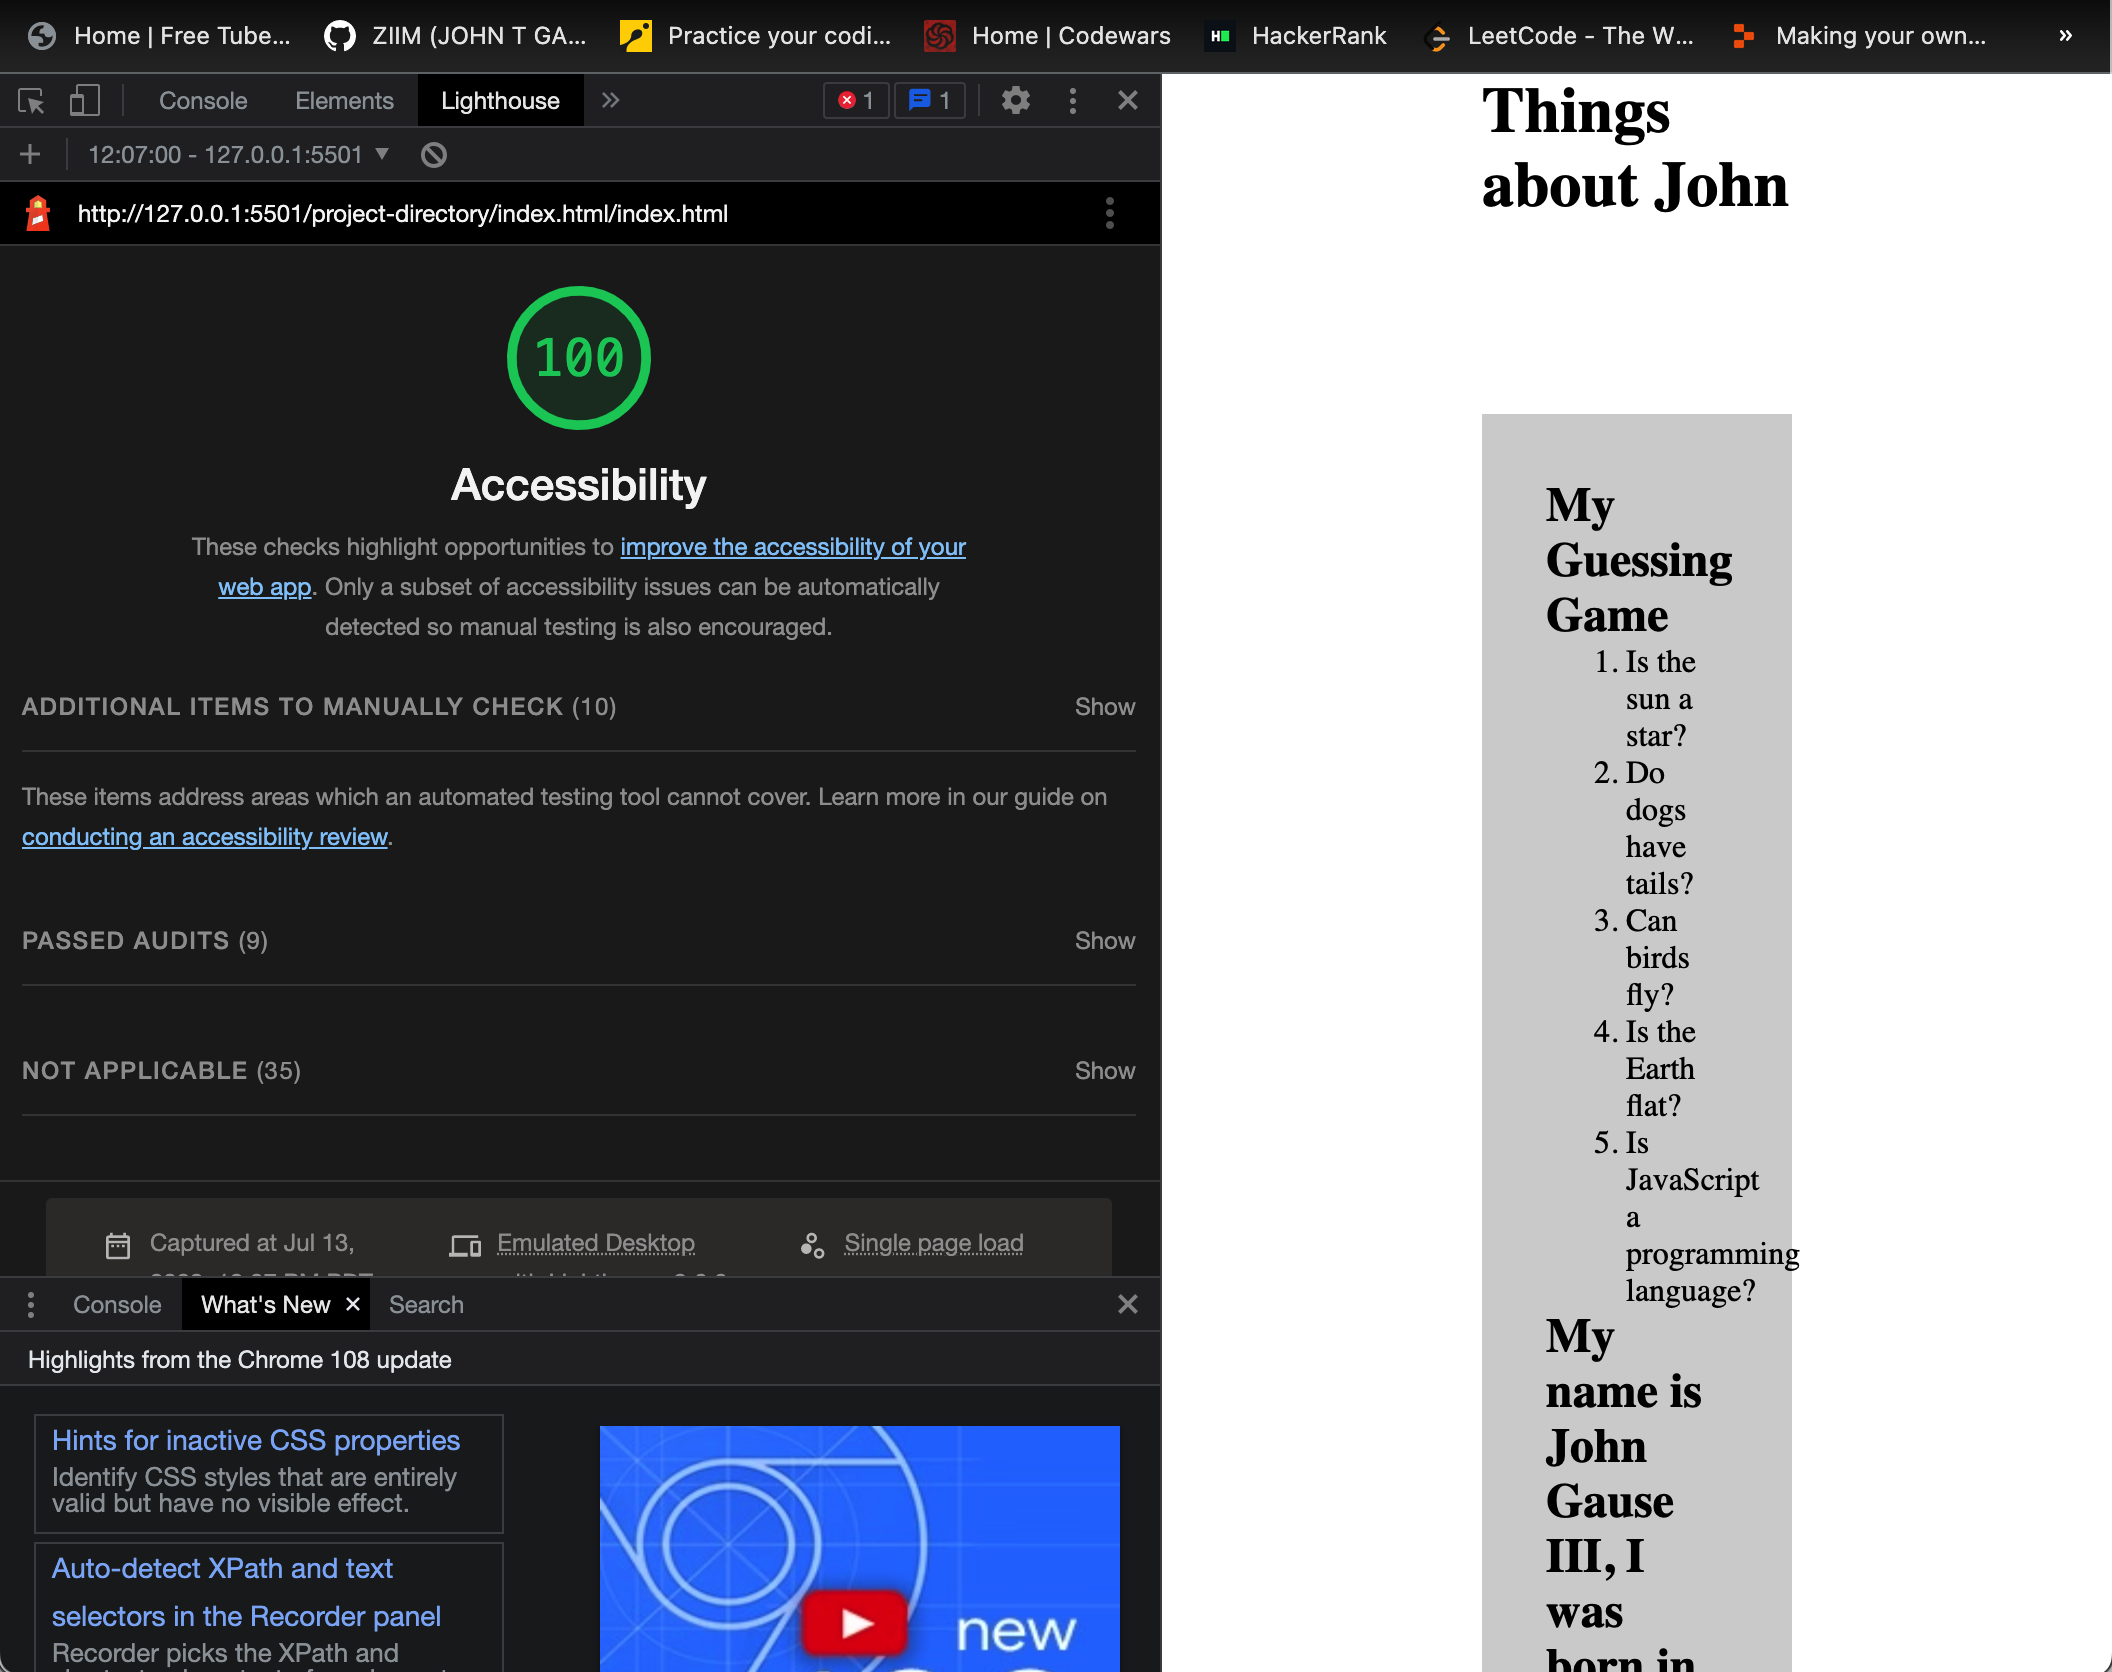 Home | Free Tube...
ZIIM (JOHN T GA...
Practice your codi...
Home | Codewars
HackerRank
LeetCode - The W...
Making your own...
»
Console
Elements
Lighthouse
1
1
12:07:00 - 127.0.0.1:5501
http://127.0.0.1:5501/project-directory/index.html/index.html
100
Accessibility
These checks highlight opportunities to improve the accessibility of your
web app. Only a subset of accessibility issues can be automatically
detected so manual testing is also encouraged.
ADDITIONAL ITEMS TO MANUALLY CHECK (10)
Show
These items address areas which an automated testing tool cannot cover. Learn more in our guide on
conducting an accessibility review.
PASSED AUDITS (9)
Show
NOT APPLICABLE (35)
Show
Captured at Jul 13,
Emulated Desktop
Single page load
Console
What's New
Search
Highlights from the Chrome 108 update
Hints for inactive CSS properties
Identify CSS styles that are entirely
valid but have no visible effect.
Auto-detect XPath and text
selectors in the Recorder panel
Recorder picks the XPath and
new
Things
about John
My
Guessing
Game
1. Is the
sun a
star?
2. Do
dogs
have
tails?
3. Can
birds
fly?
4. Is the
Earth
flat?
5. Is
JavaScript
a
programming
language?
My
name is
John
Gause
III, I
was
born in